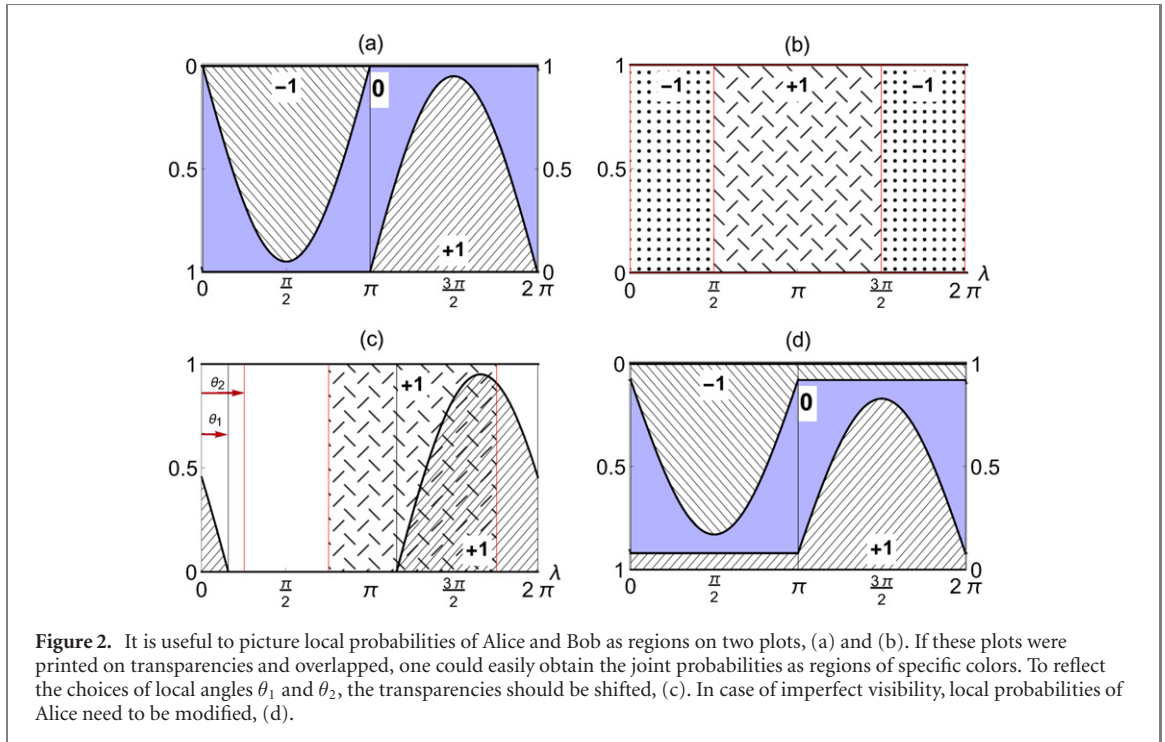 (a)
(b)
0
1
−1
0
0.5
0.5
+1
1
0
0
π/2
π
3π/2
2π
1
−1
+1
−1
0.5
0
λ
0
π/2
π
3π/2
2π
(c)
(d)
1
+1
θ2
θ1
0.5
+1
0
λ
0
π/2
π
3π/2
2π
0
1
−1
0
0.5
0.5
+1
1
0
0
π/2
π
3π/2
2π
Figure 2. It is useful to picture local probabilities of Alice and Bob as regions on two plots, (a) and (b). If these plots were
printed on transparencies and overlapped, one could easily obtain the joint probabilities as regions of specific colors. To reflect
the choices of local angles θ1 and θ2, the transparencies should be shifted, (c). In case of imperfect visibility, local probabilities of
Alice need to be modified, (d).